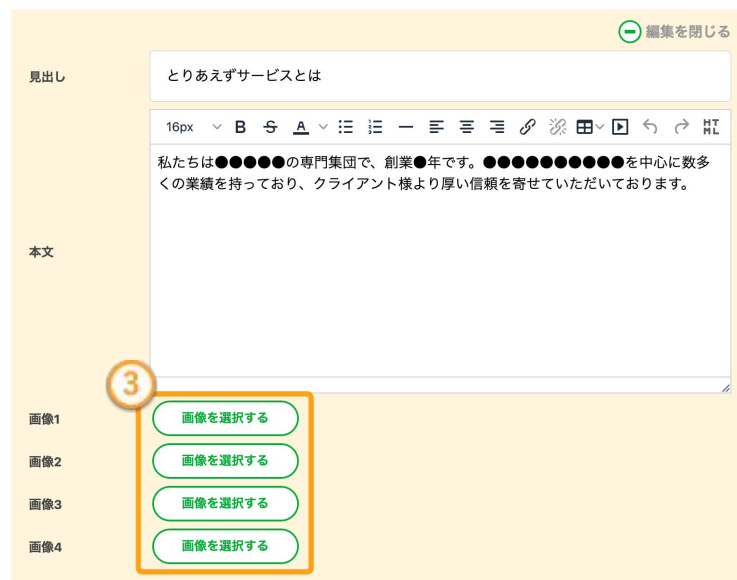 編集を閉じる
見出し
とりあえずサービスとは
16px B S A HTML
本文
私たちは●●●●●の専門集団で、創業●年です。●●●●●●●●●●を中心に数多
くの業績を持っており、クライアント様より厚い信頼を寄せていただいております。
3
画像1 画像を選択する
画像2 画像を選択する
画像3 画像を選択する
画像4 画像を選択する